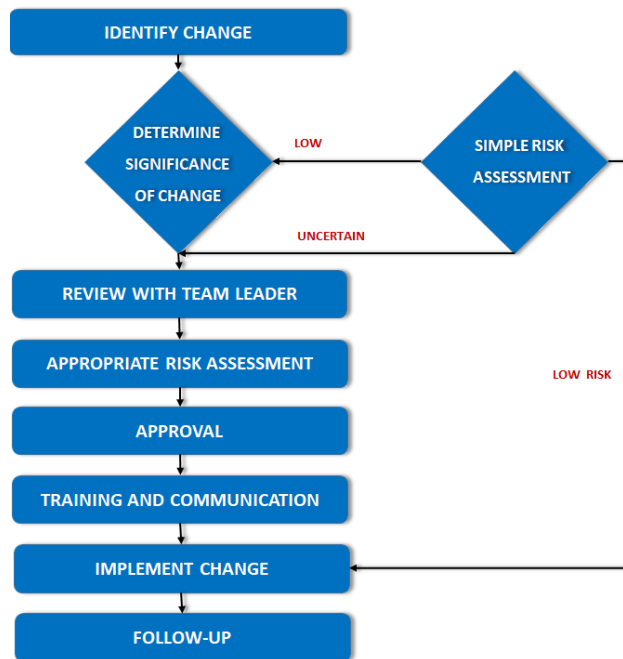 IDENTIFY CHANGE
DETERMINE
SIGNIFICANCE
OF CHANGE
LOW
SIMPLE RISK
ASSESSMENT
UNCERTAIN
REVIEW WITH TEAM LEADER
APPROPRIATE RISK ASSESSMENT
LOW RISK
APPROVAL
TRAINING AND COMMUNICATION
IMPLEMENT CHANGE
FOLLOW-UP